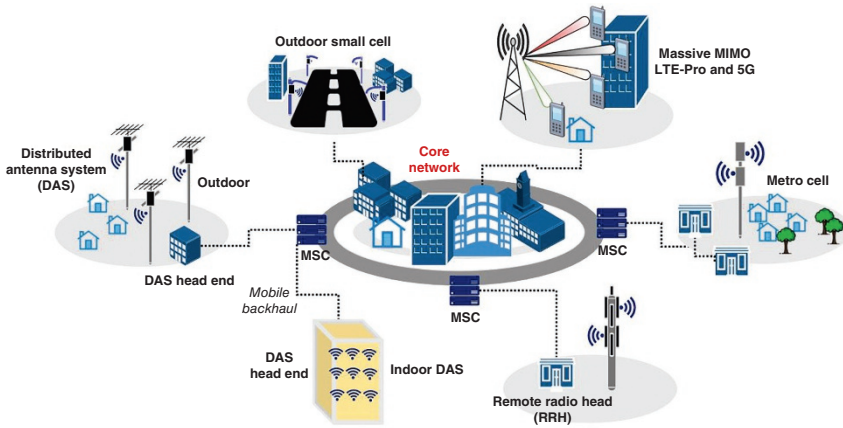 Outdoor small cell
Massive MIMO
LTE-Pro and 5G
Distributed
antenna system
(DAS)
Outdoor
Core
network
Metro cell
DAS head end
MSC
MSC
MSC
Mobile
backhaul
DAS
head end
Indoor DAS
Remote radio head
(RRH)